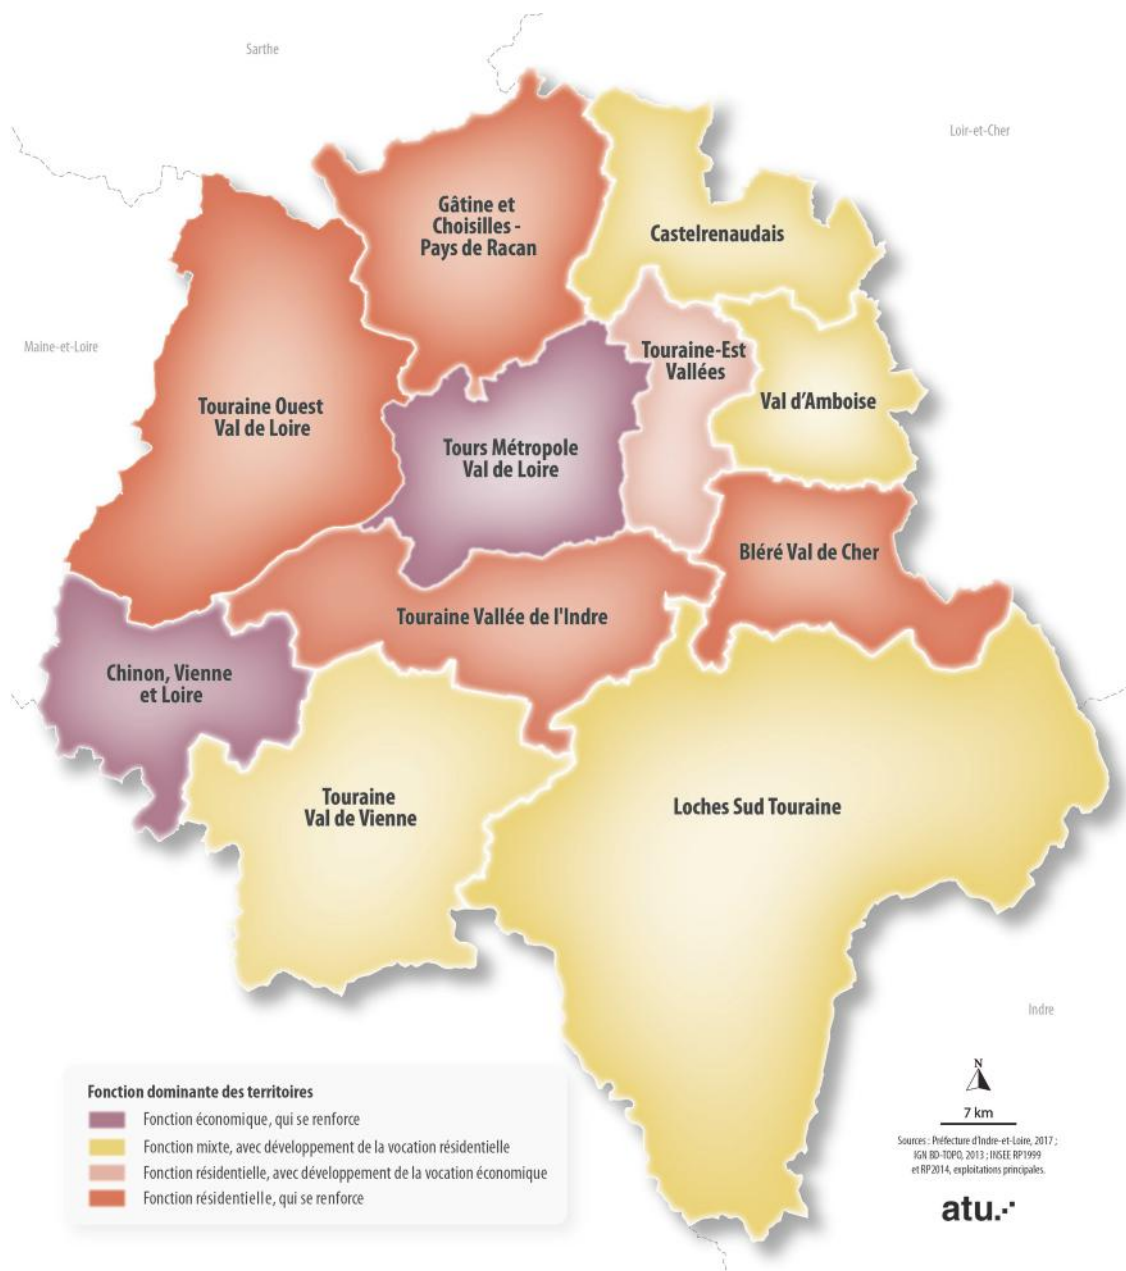 Sarthe
Loir-et-Cher
Gâtine et
Choisilles -
Pays de Racan
Castelrenaudais
Maine-et-Loire
Touraine-Est
Vallées
Touraine Ouest
Val de Loire
Val d'Amboise
Tours Métropole
Val de Loire
Bléré Val de Cher
Touraine Vallée de l'Indre
Chinon, Vienne
et Loire
Touraine
Val de Vienne
Loches Sud Touraine
Indre
Fonction dominante des territoires
Fonction économique, qui se renforce
Fonction mixte, avec développement de la vocation résidentielle
Fonction résidentielle, avec développement de la vocation économique
Fonction résidentielle, qui se renforce
N
7 km
Sources : Préfecture d'Indre-et-Loire, 2017 ;
IGN BD-TOPO, 2013 ; INSEE RP1999
et RP2014, exploitations principales.
atu.